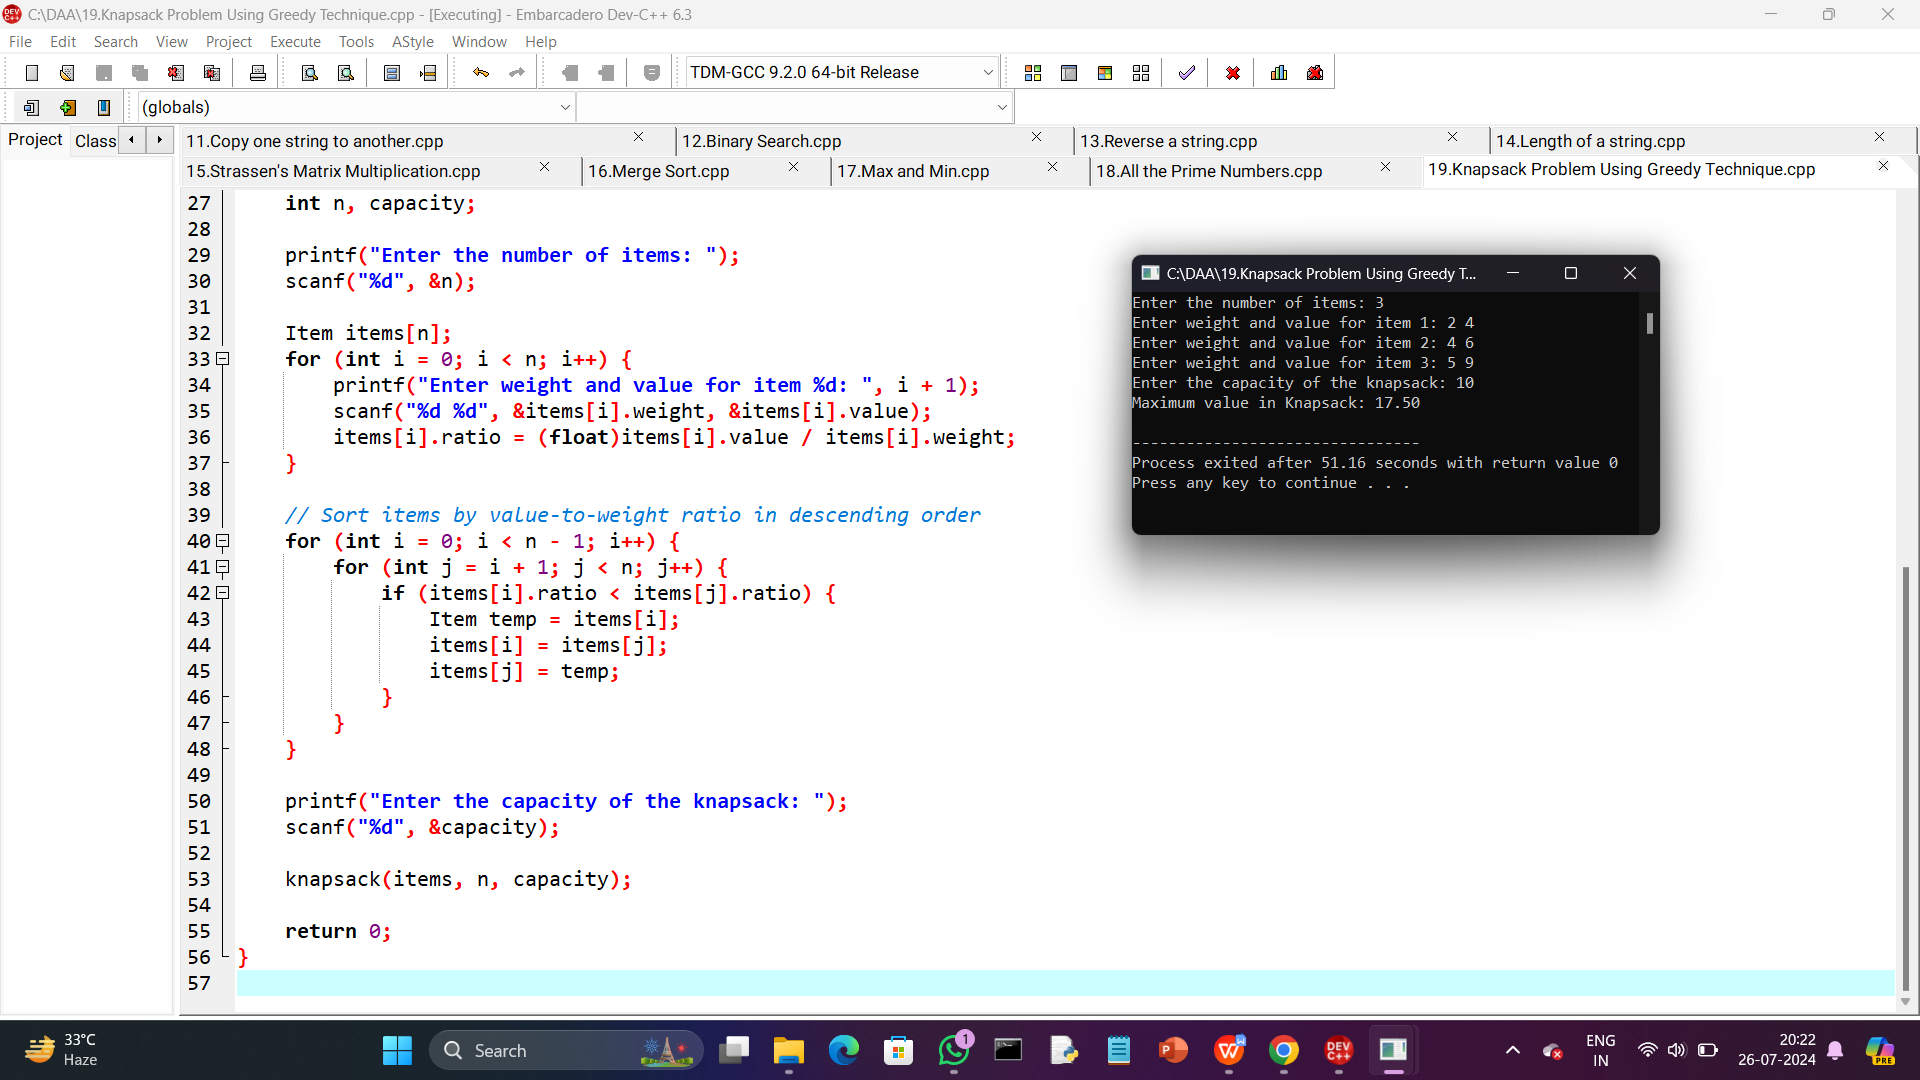 C:\DAA\19.Knapsack Problem Using Greedy Technique.cpp - [Executing] - Embarcadero Dev-C++ 6.3
File Edit Search View Project Execute Tools AStyle Window Help
TDM-GCC 9.2.0 64-bit Release
(globals)
Project Class
11.Copy one string to another.cpp 12.Binary Search.cpp 13.Reverse a string.cpp 14.Length of a string.cpp
15.Strassen's Matrix Multiplication.cpp 16.Merge Sort.cpp 17.Max and Min.cpp 18.All the Prime Numbers.cpp 19.Knapsack Problem Using Greedy Technique.cpp
27 int n, capacity;
28
29 printf("Enter the number of items: ");
30 scanf("%d", &n);
31
32 Item items[n];
33 for (int i = 0; i < n; i++) {
34 printf("Enter weight and value for item %d: ", i + 1);
35 scanf("%d %d", &items[i].weight, &items[i].value);
36 items[i].ratio = (float)items[i].value / items[i].weight;
37 }
38
39 // Sort items by value-to-weight ratio in descending order
40 for (int i = 0; i < n - 1; i++) {
41 for (int j = i + 1; j < n; j++) {
42 if (items[i].ratio < items[j].ratio) {
43 Item temp = items[i];
44 items[i] = items[j];
45 items[j] = temp;
46 }
47 }
48 }
49
50 printf("Enter the capacity of the knapsack: ");
51 scanf("%d", &capacity);
52
53 knapsack(items, n, capacity);
54
55 return 0;
56 }
57
C:\DAA\19.Knapsack Problem Using Greedy T...
Enter the number of items: 3
Enter weight and value for item 1: 2 4
Enter weight and value for item 2: 4 6
Enter weight and value for item 3: 5 9
Enter the capacity of the knapsack: 10
Maximum value in Knapsack: 17.50
--------------------------------
Process exited after 51.16 seconds with return value 0
Press any key to continue . . .
33°C
Haze
Search
1
DEV C++
ENG
IN
20:22
26-07-2024
PRE